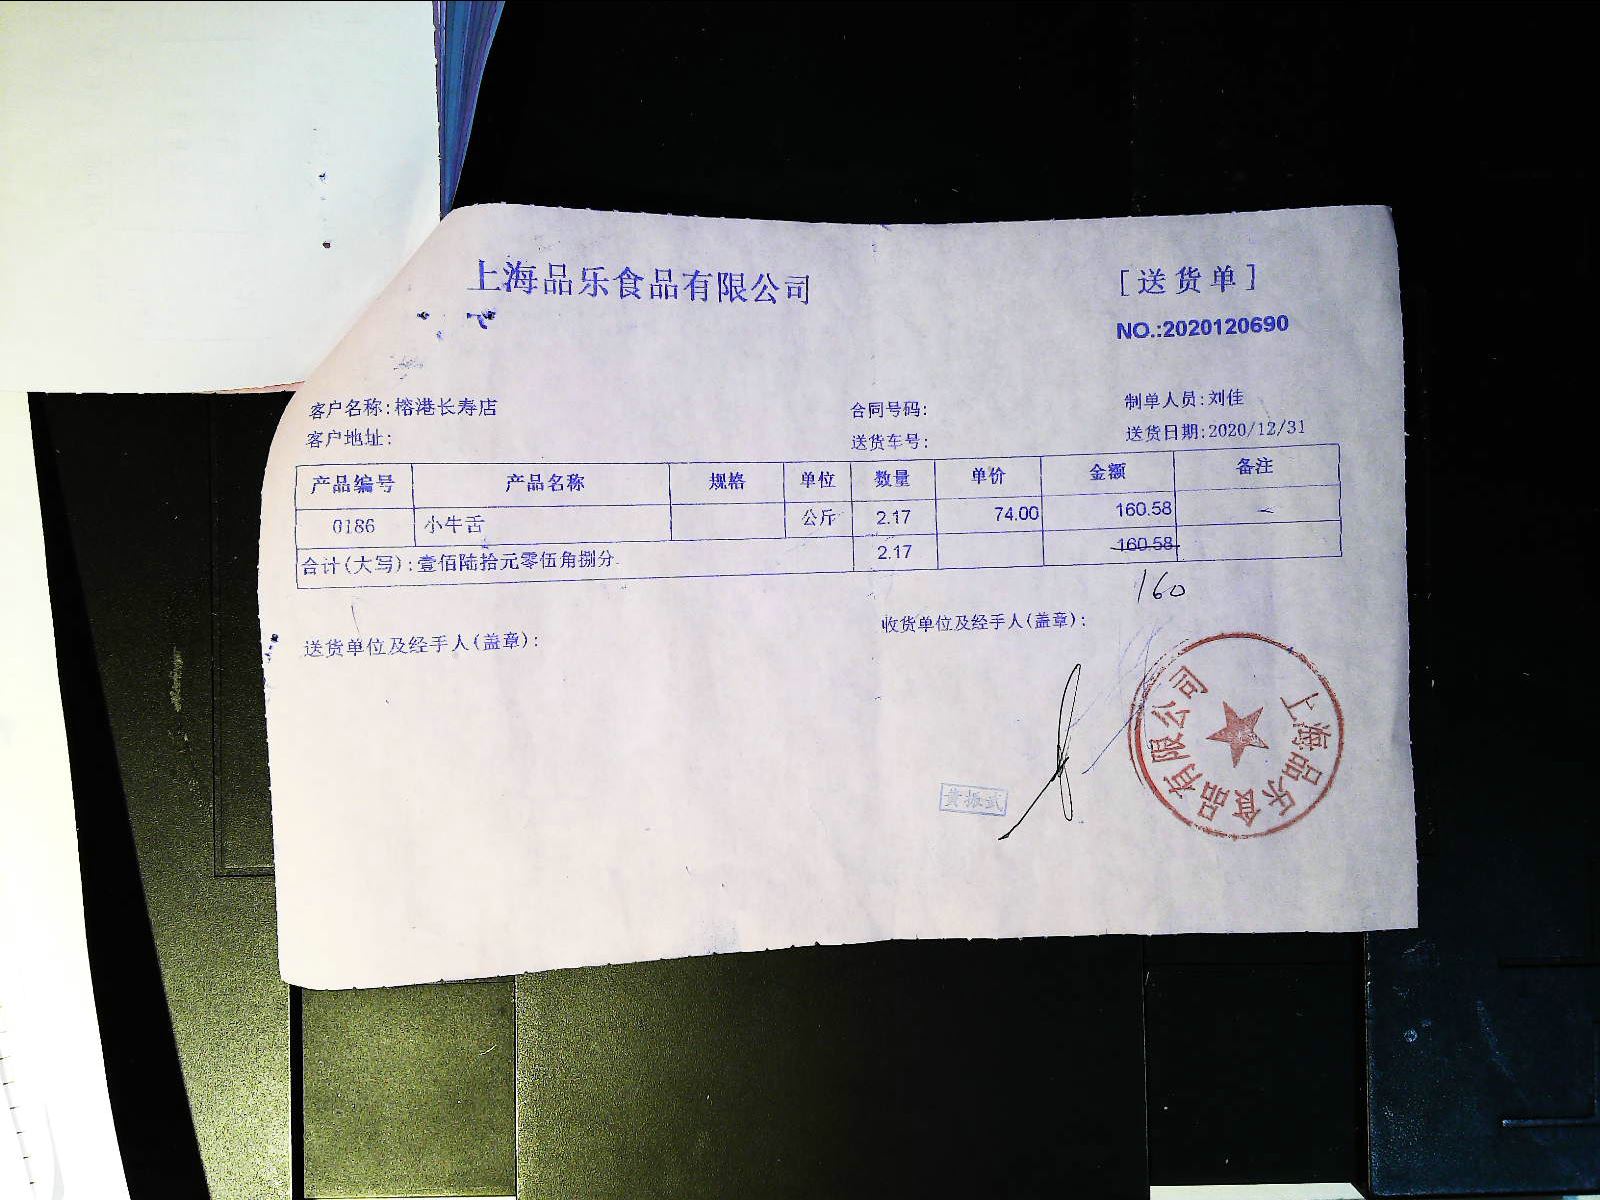 上海品乐食品有限公司
[送货单]
NO.:2020120690
客户名称:榕港长寿店 合同号码: 制单人员:刘佳
客户地址: 送货车号: 送货日期:2020/12/31
产品编号 产品名称 规格 单位 数量 单价 金额 备注
0186 小牛舌 公斤 2.17 74.00 160.58
合计(大写):壹佰陆拾元零伍角捌分 2.17 160.58
160
送货单位及经手人(盖章): 收货单位及经手人(盖章):
黄振武
上海品乐食品有限公司